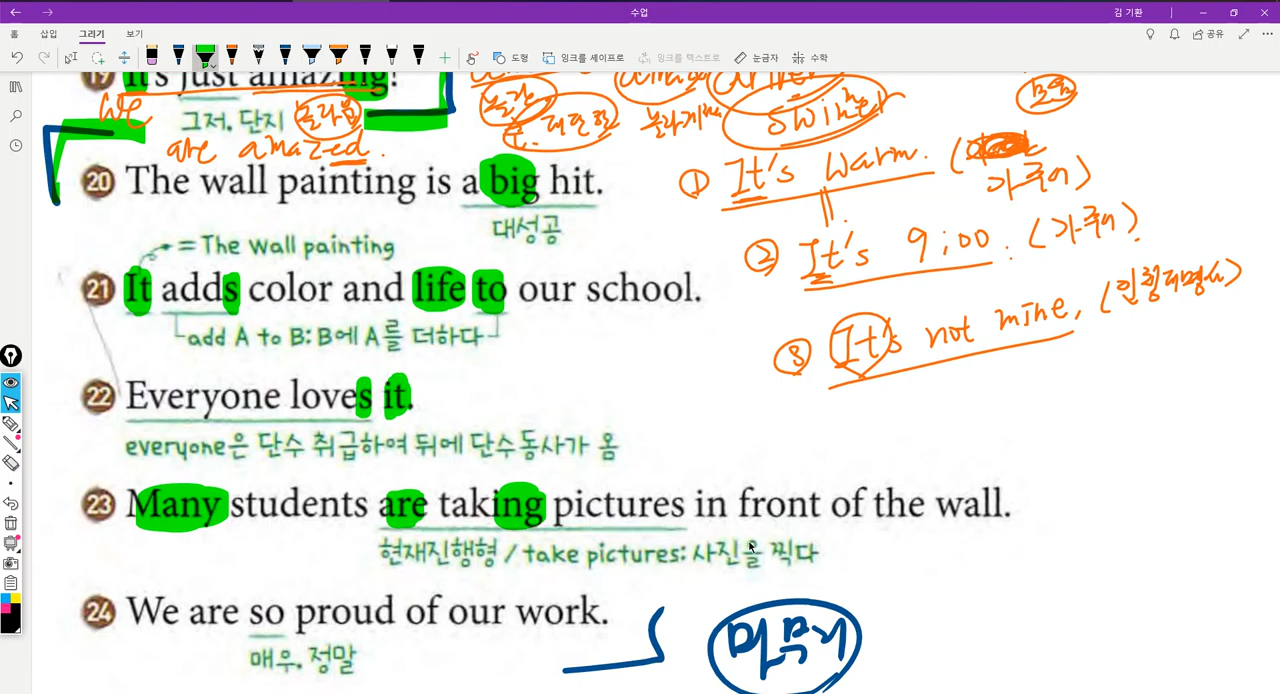 수업
김 기환
홈 삽입 그리기 보기
도형 잉크를 셰이프로 잉크를 텍스트로 눈금자 수학 공유
19 It's just amazing!
그저, 단지
we
놀라운
are amazed.
20 The wall painting is a big hit.
대성공
= The wall painting
21 It adds color and life to our school.
add A to B: B에 A를 더하다
22 Everyone loves it.
everyone은 단수 취급하여 뒤에 단수동사가 옴
23 Many students are taking pictures in front of the wall.
현재진행형 / take pictures: 사진을 찍다
24 We are so proud of our work.
매우, 정말
① It's warm. (가주어)
② It's 9:00. (가주어)
③ It's not mine. (인칭대명사)